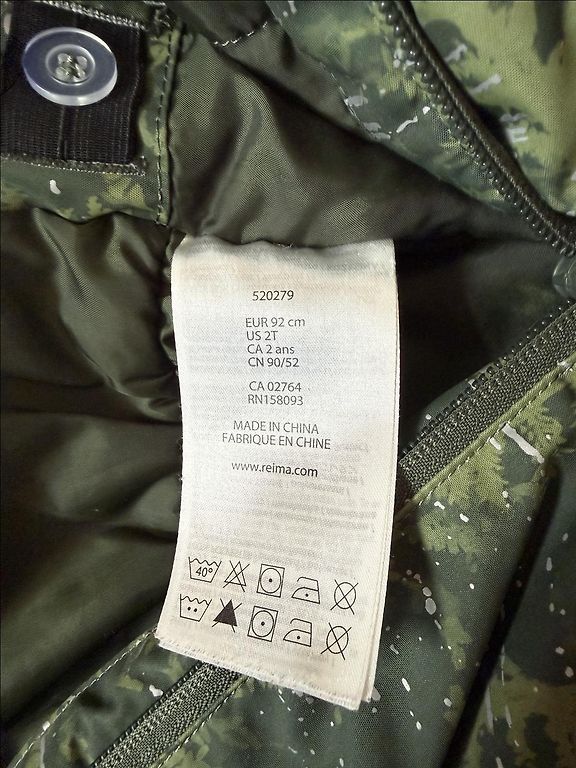 520279
EUR 92 cm
US 2T
CA 2 ans
CN 90/52
CA 02764
RN158093
MADE IN CHINA
FABRIQUE EN CHINE
www.reima.com
40°